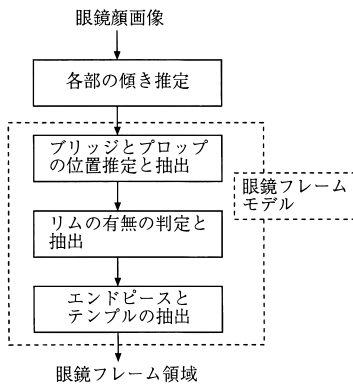 眼鏡顔画像
各部の傾き推定
ブリッジとプロップ
の位置推定と抽出
眼鏡フレーム
モデル
リムの有無の判定と
抽出
エンドピースと
テンプルの抽出
眼鏡フレーム領域